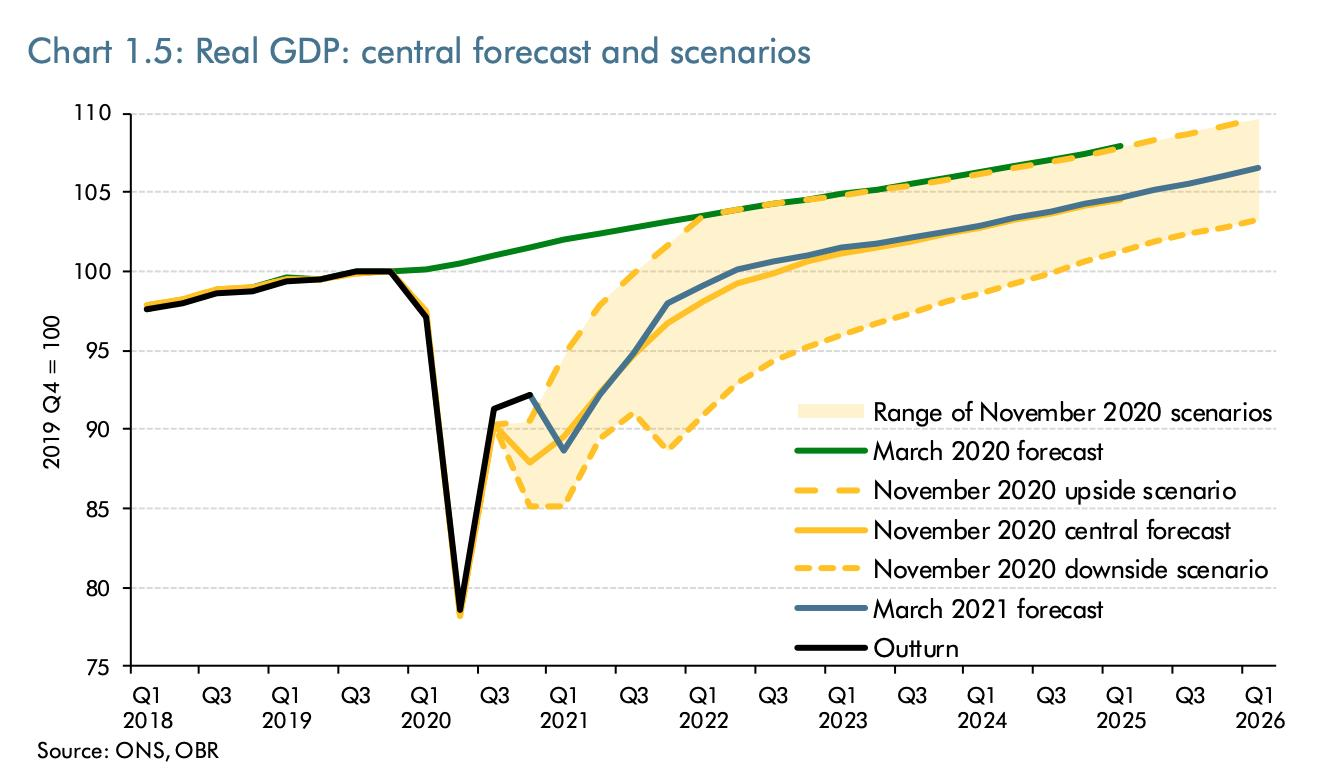 Chart 1.5: Real GDP: central forecast and scenarios
110
105
100
95
90
85
80
75
2019 Q4 = 100
Range of November 2020 scenarios
March 2020 forecast
November 2020 upside scenario
November 2020 central forecast
November 2020 downside scenario
March 2021 forecast
Outturn
Q1 Q3 Q1 Q3 Q1 Q3 Q1 Q3 Q1 Q3 Q1 Q3 Q1 Q3 Q1 Q3 Q1
2018 2019 2020 2021 2022 2023 2024 2025 2026
Source: ONS, OBR